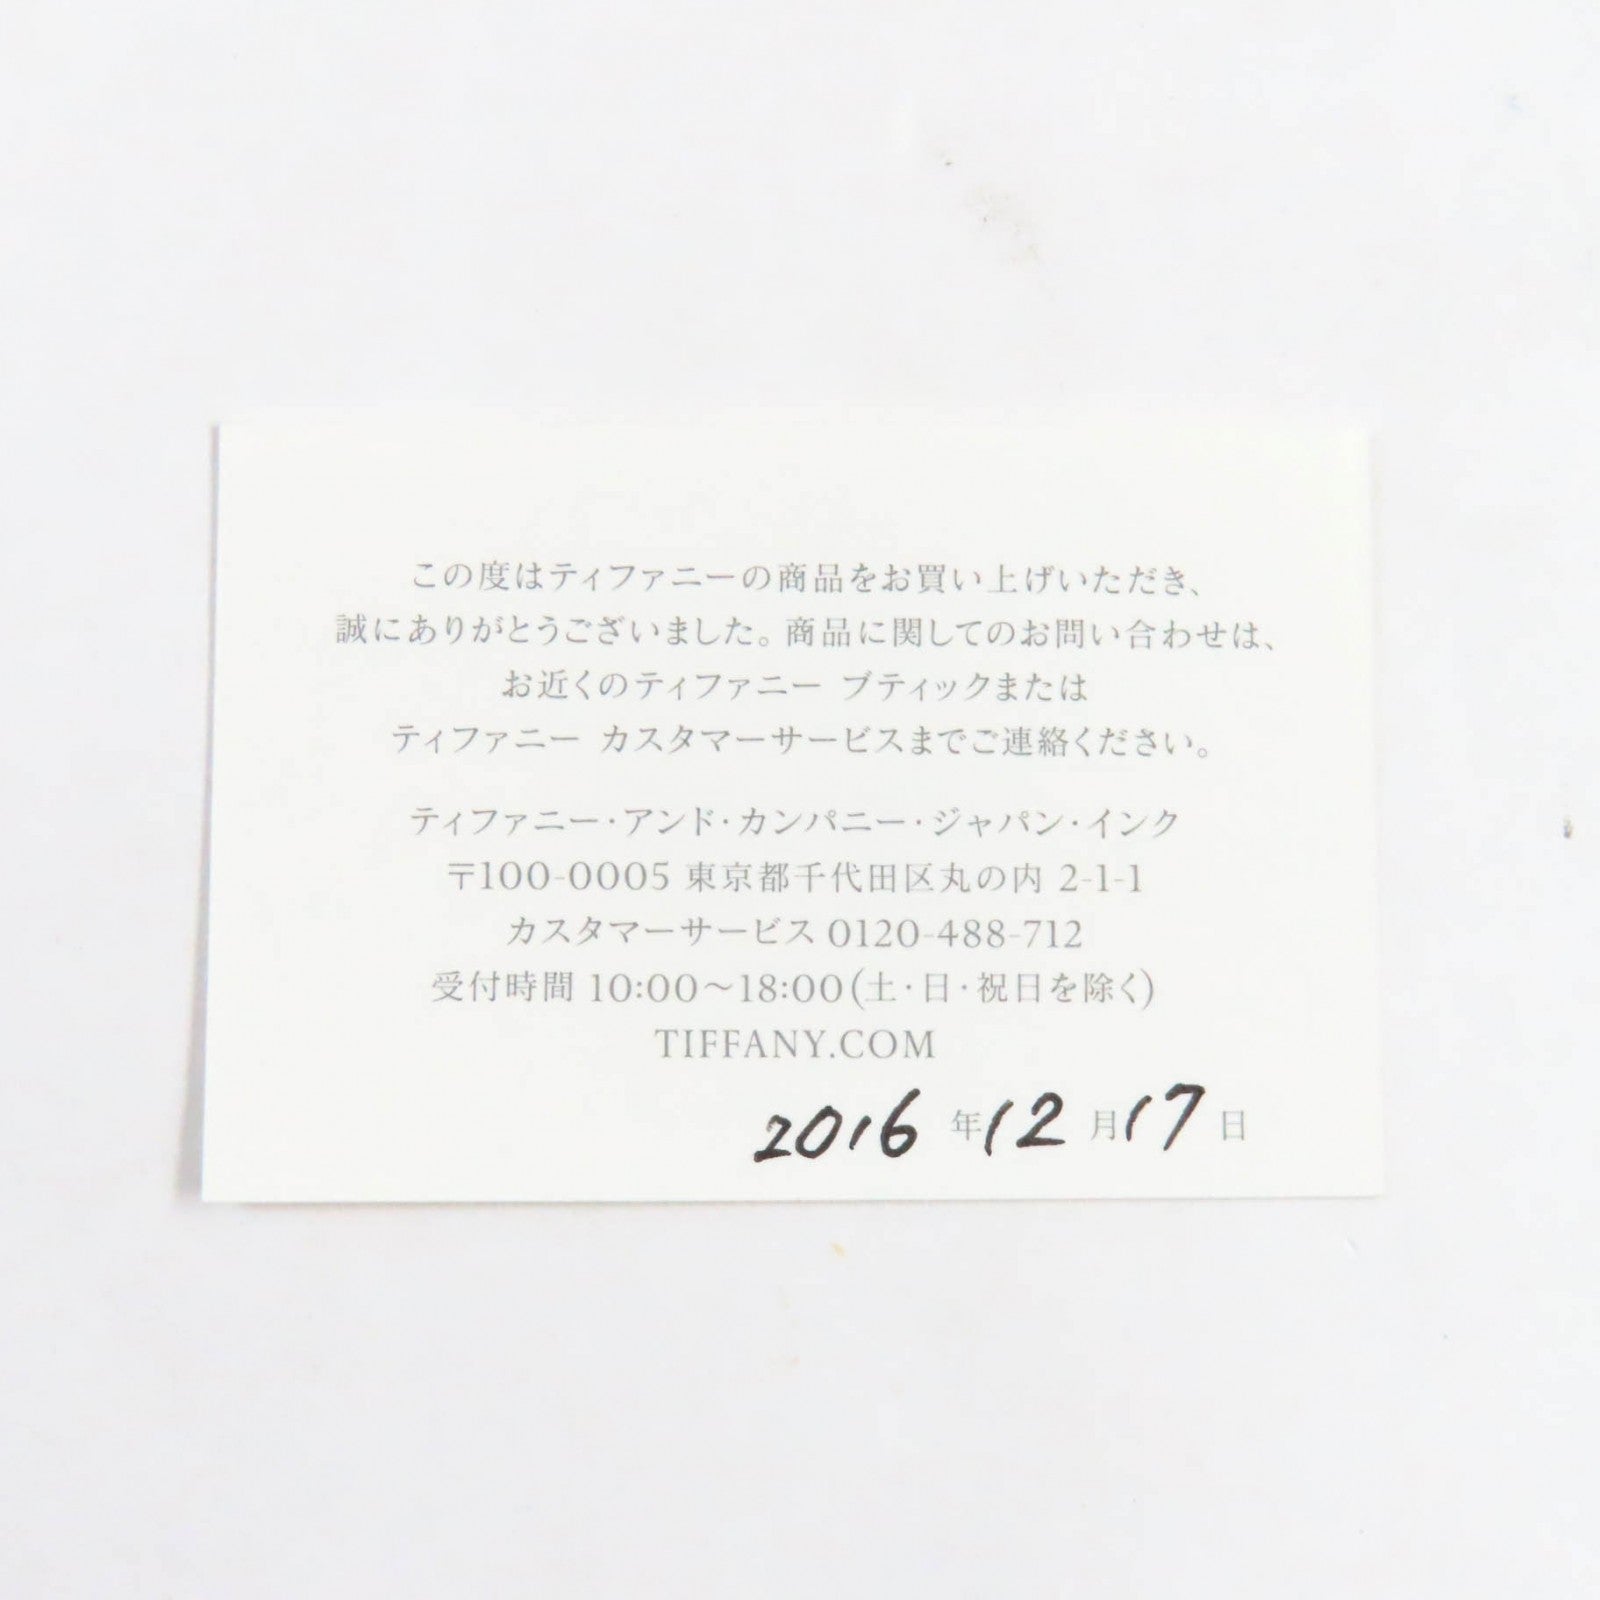 この度はティファニーの商品をお買い上げいただき、
誠にありがとうございました。商品に関してのお問い合わせは、
お近くのティファニー ブティックまたは
ティファニー カスタマーサービスまでご連絡ください。
ティファニー・アンド・カンパニー・ジャパン・インク
〒100-0005 東京都千代田区丸の内 2-1-1
カスタマーサービス 0120-488-712
受付時間 10:00〜18:00(土・日・祝日を除く)
TIFFANY.COM
2016 年 12 月 17 日